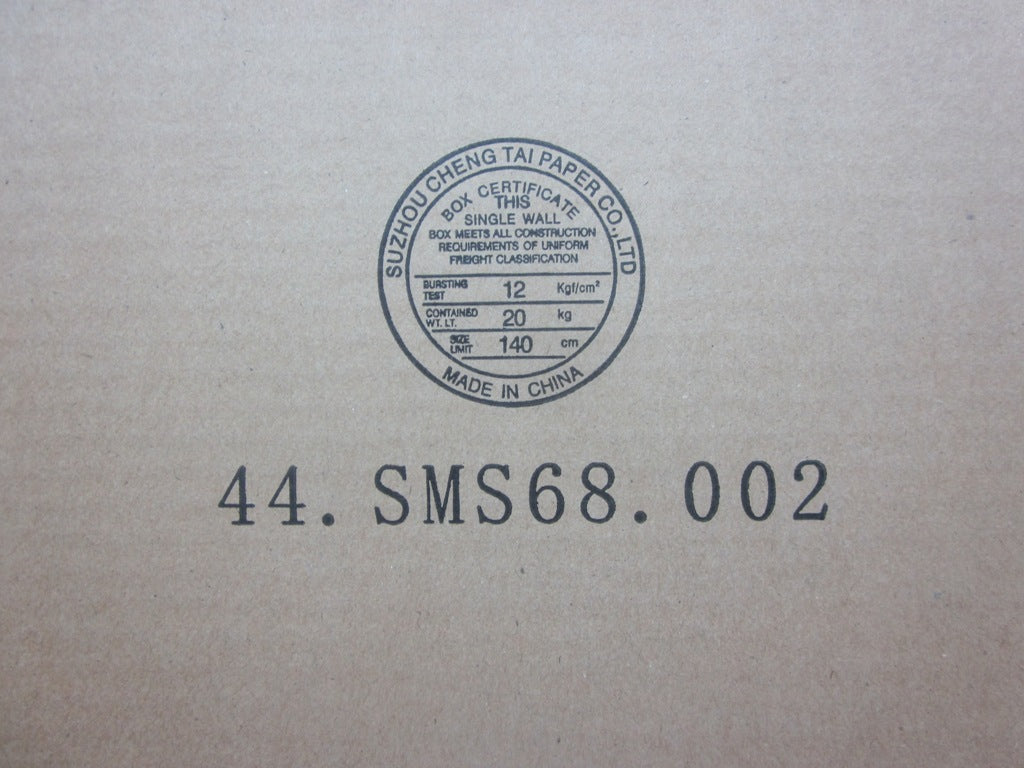 SUZHOU CHENG TAI PAPER CO.,LTD
BOX CERTIFICATE
THIS
SINGLE WALL
BOX MEETS ALL CONSTRUCTION
REQUIREMENTS OF UNIFORM
FREIGHT CLASSIFICATION
BURSTING TEST 12 Kgf/cm²
CONTAINED WT. LT. 20 kg
SIZE LIMIT 140 cm
MADE IN CHINA
44.SMS68.002